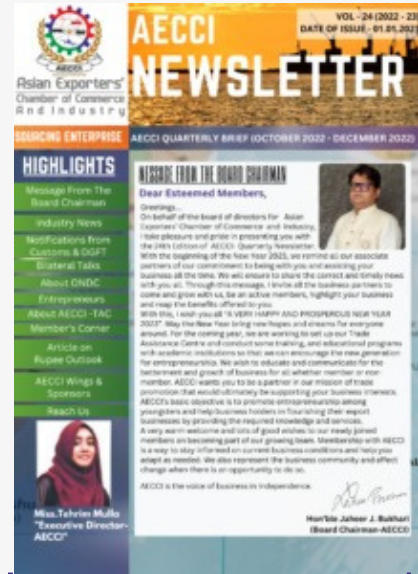 AECCI
Asian Exporters'
Chamber of Commerce
And Industry
AECCI
NEWSLETTER
VOL - 24 (2022 - 23)
DATE OF ISSUE - 01.01.202
SOURCING ENTERPRISE
AECCI QUARTERLY BRIEF (OCTOBER 2022 - DECEMBER 2022)
HIGHLIGHTS
Message From The
Board Chairman
Industry News
Notifications from
Customs & DGFT
Bilateral Talks
About ONDC
Entrepreneurs
About AECCI -TAC
Member's Corner
Article on
Rupee Outlook
AECCI Wings &
Sponsors
Reach Us
Miss.Tehrim Mulla
"Executive Director-
AECCI"
MESSAGE FROM THE BOARD CHAIRMAN
Dear Esteemed Members,
Greetings...
On behalf of the board of directors for Asian
Exporters' Chamber of Commerce and Industry,
I take pleasure and pride in presenting you with
the 24th Edition of AECCI Quarterly Newsletter.
With the beginning of the New Year 2023, we remind all our associate
partners of our commitment to being with you and assisting your
business all the time. We will ensure to share the correct and timely news
with you all. Through this message, I invite all the business partners to
come and grow with us, be an active members, highlight your business
and reap the benefits offered to you.
With this, I wish you all "A VERY HAPPY AND PROSPEROUS NEW YEAR
2023". May the New Year bring new hopes and dreams for everyone
around. For the coming year, we are working to set up our Trade
Assistance Centre and conduct some training, and educational programs
with academic institutions so that we can encourage the new generation
for entrepreneurship. We wish to educate and communicate for the
betterment and growth of business for all whether member or non
member. AECCI wants you to be a partner in our mission of trade
promotion that would ultimately be supporting your business interests.
AECCI's basic objective is to promote entrepreneurship among
youngsters and help business holders in flourishing their export
businesses by providing the required knowledge and services.
A very warm welcome and lots of good wishes to our newly joined
members on becoming part of our growing team. Membership with AECCI
is a way to stay informed on current business conditions and help you
adapt as needed. We also represent the business community and effect
change when there is an opportunity to do so.
AECCI is the voice of business in independence.
Hon'ble Jaheer J. Bukhari
(Board Chairman-AECCI)